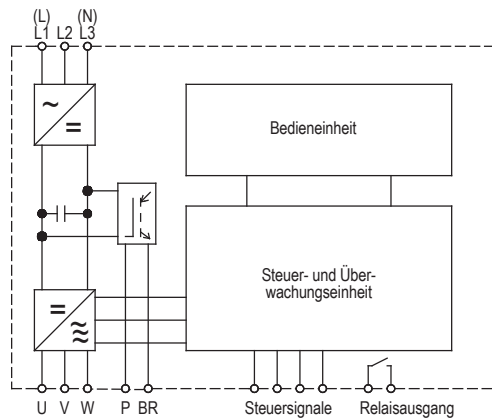 (L) (N)
L1 L2 L3
~
=
Bedieneinheit
Steuer- und Über-
wachungseinheit
=
≈
U V W P BR Steuersignale Relaisausgang